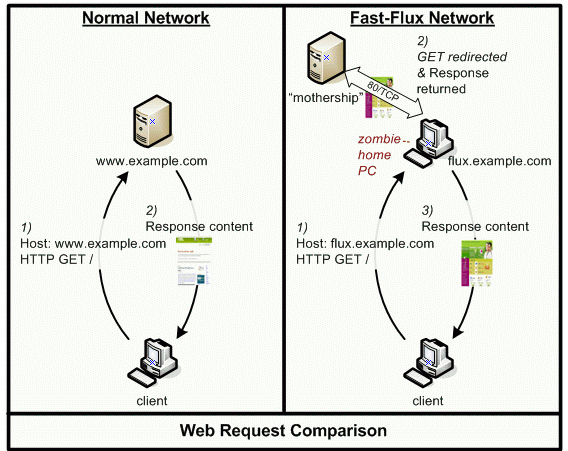 Normal Network
www.example.com
1)
Host: www.example.com
HTTP GET /
2)
Response content
client
Fast-Flux Network
2)
GET redirected
& Response
returned
80/TCP
"mothership"
zombie
home
PC
flux.example.com
1)
Host: flux.example.com
HTTP GET /
3)
Response content
client
Web Request Comparison